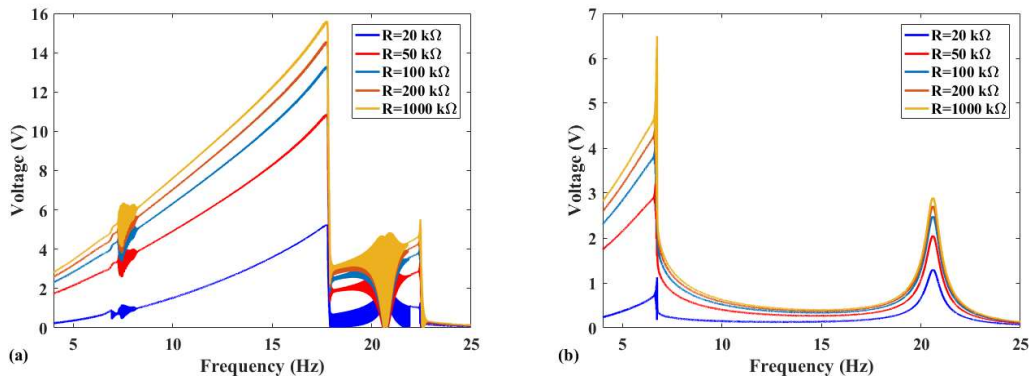 16
14
12
10
8
6
4
2
0
Voltage (V)
R=20 kΩ
R=50 kΩ
R=100 kΩ
R=200 kΩ
R=1000 kΩ
5
10
15
20
25
Frequency (Hz)
(a)
7
6
5
4
3
2
1
0
Voltage (V)
R=20 kΩ
R=50 kΩ
R=100 kΩ
R=200 kΩ
R=1000 kΩ
5
10
15
20
25
Frequency (Hz)
(b)